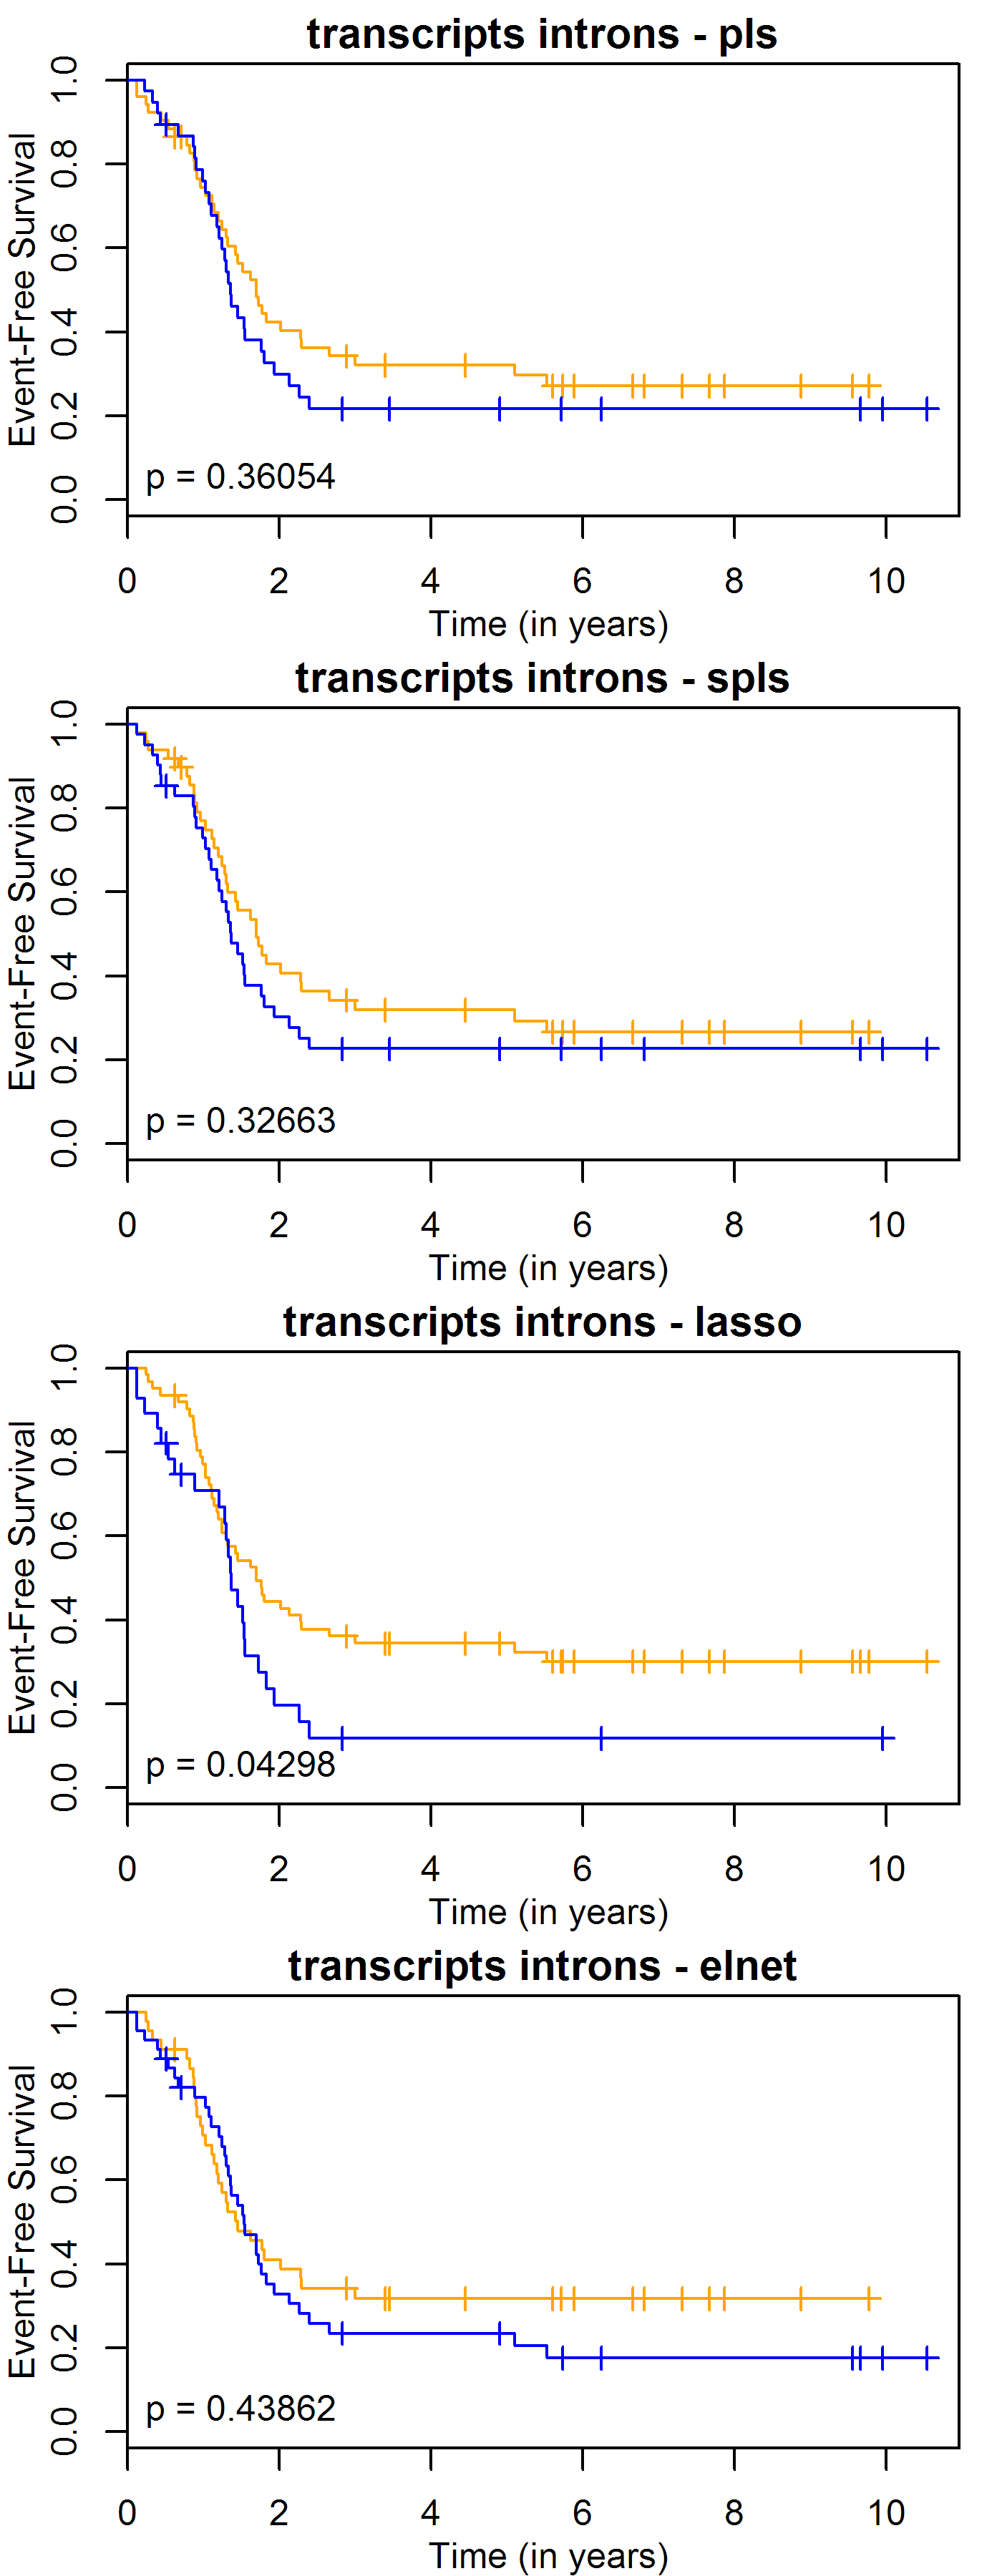 transcripts introns - pls
Event-Free Survival
1.0
0.8
0.6
0.4
0.2
0.0
p = 0.36054
0 2 4 6 8 10
Time (in years)
transcripts introns - spls
Event-Free Survival
1.0
0.8
0.6
0.4
0.2
0.0
p = 0.32663
0 2 4 6 8 10
Time (in years)
transcripts introns - lasso
Event-Free Survival
1.0
0.8
0.6
0.4
0.2
0.0
p = 0.04298
0 2 4 6 8 10
Time (in years)
transcripts introns - elnet
Event-Free Survival
1.0
0.8
0.6
0.4
0.2
0.0
p = 0.43862
0 2 4 6 8 10
Time (in years)